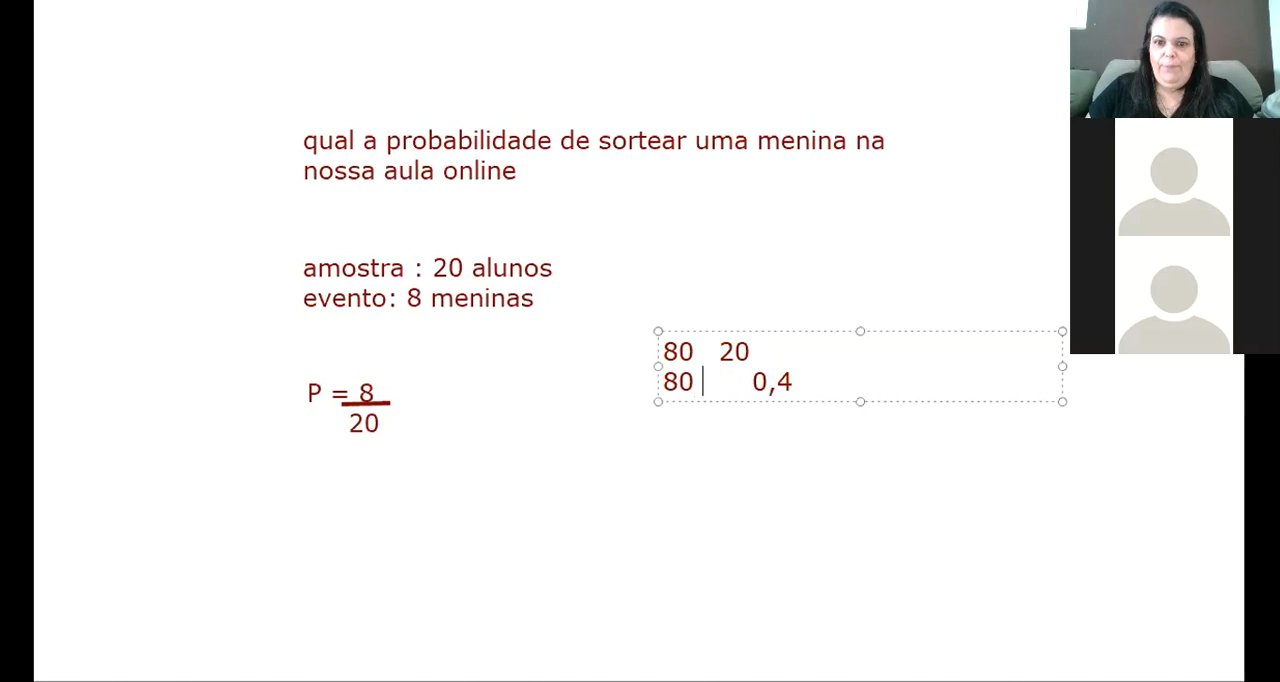 qual a probabilidade de sortear uma menina na
nossa aula online
amostra : 20 alunos
evento: 8 meninas
80 20
80 0,4
P = 8
20